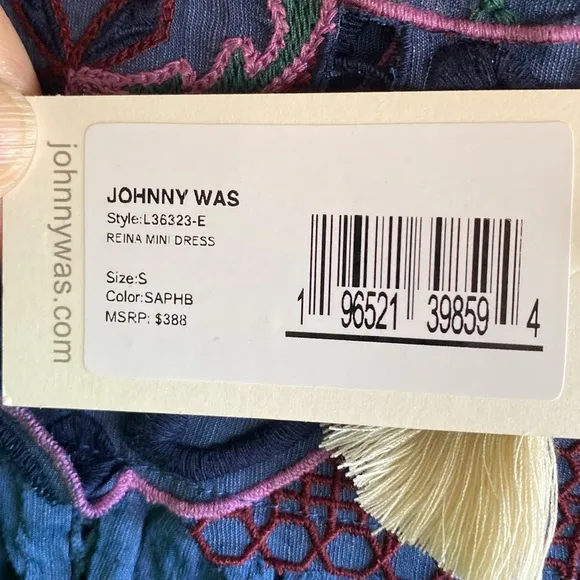 johnnywas.com
JOHNNY WAS
Style:L36323-E
REINA MINI DRESS
Size:S
Color:SAPHB
MSRP: $388
1 96521 39859 4